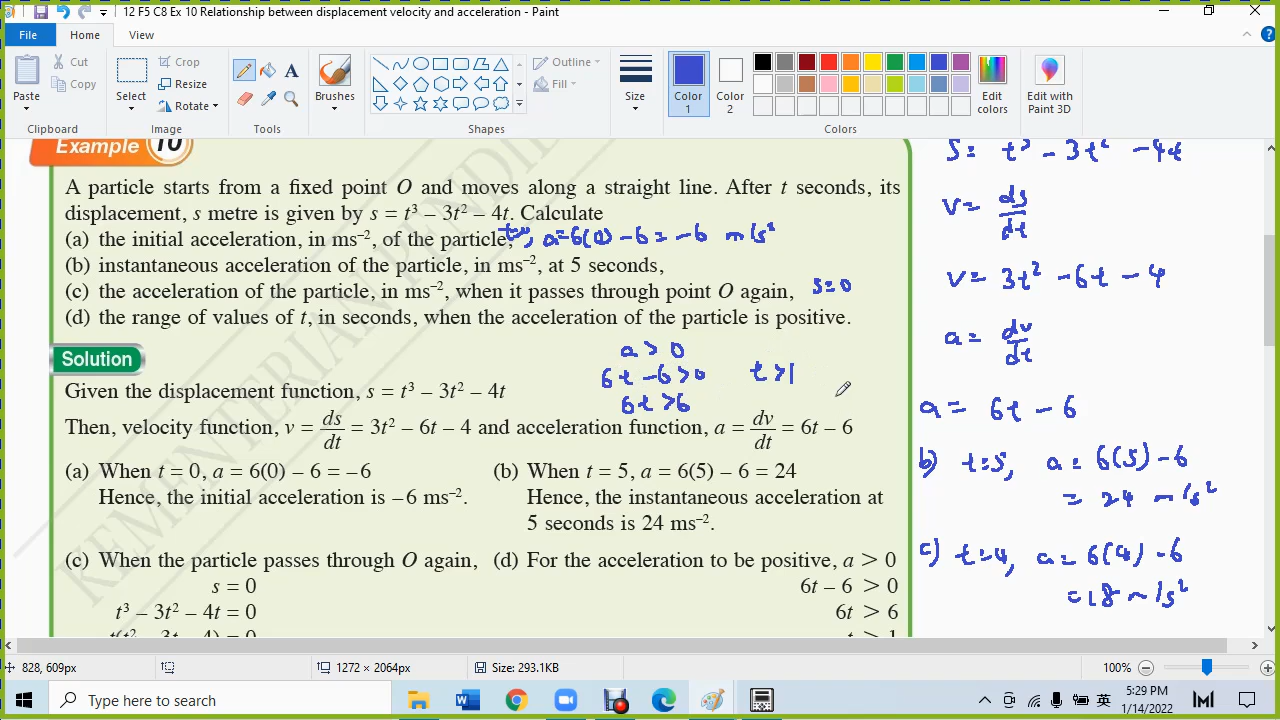 12 F5 C8 Ex 10 Relationship between displacement velocity and acceleration - Paint
File Home View
Paste Cut Copy Clipboard
Select Crop Resize Rotate Image
Tools
Brushes
Outline Fill Shapes
Size
Color 1 Color 2 Edit colors Edit with Paint 3D Colors
Example 10
A particle starts from a fixed point O and moves along a straight line. After t seconds, its
displacement, s metre is given by s = t³ – 3t² – 4t. Calculate
(a) the initial acceleration, in ms⁻², of the particle, t=0, a=6(0) -6 = -6 m/s²
(b) instantaneous acceleration of the particle, in ms⁻², at 5 seconds,
(c) the acceleration of the particle, in ms⁻², when it passes through point O again, s=0
(d) the range of values of t, in seconds, when the acceleration of the particle is positive.
Solution
a > 0
6t -6 > 0 t > 1
6t > 6
Given the displacement function, s = t³ – 3t² – 4t
Then, velocity function, v = ds/dt = 3t² – 6t – 4 and acceleration function, a = dv/dt = 6t – 6
(a) When t = 0, a = 6(0) – 6 = –6
Hence, the initial acceleration is –6 ms⁻².
(b) When t = 5, a = 6(5) – 6 = 24
Hence, the instantaneous acceleration at
5 seconds is 24 ms⁻².
(c) When the particle passes through O again,
s = 0
t³ – 3t² – 4t = 0
t(t² – 3t – 4) = 0
(d) For the acceleration to be positive, a > 0
6t – 6 > 0
6t > 6
t > 1
s = t³ - 3t² - 4t
v = ds/dt
v = 3t² - 6t - 4
a = dv/dt
a = 6t - 6
b) t=5, a = 6(5) - 6
= 24 m/s²
c) t=4, a = 6(4) - 6
= 18 m/s²
KEMENTERIAN PENDIDI
828, 609px 1272 × 2064px Size: 293.1KB 100%
Type here to search
英
5:29 PM
1/14/2022